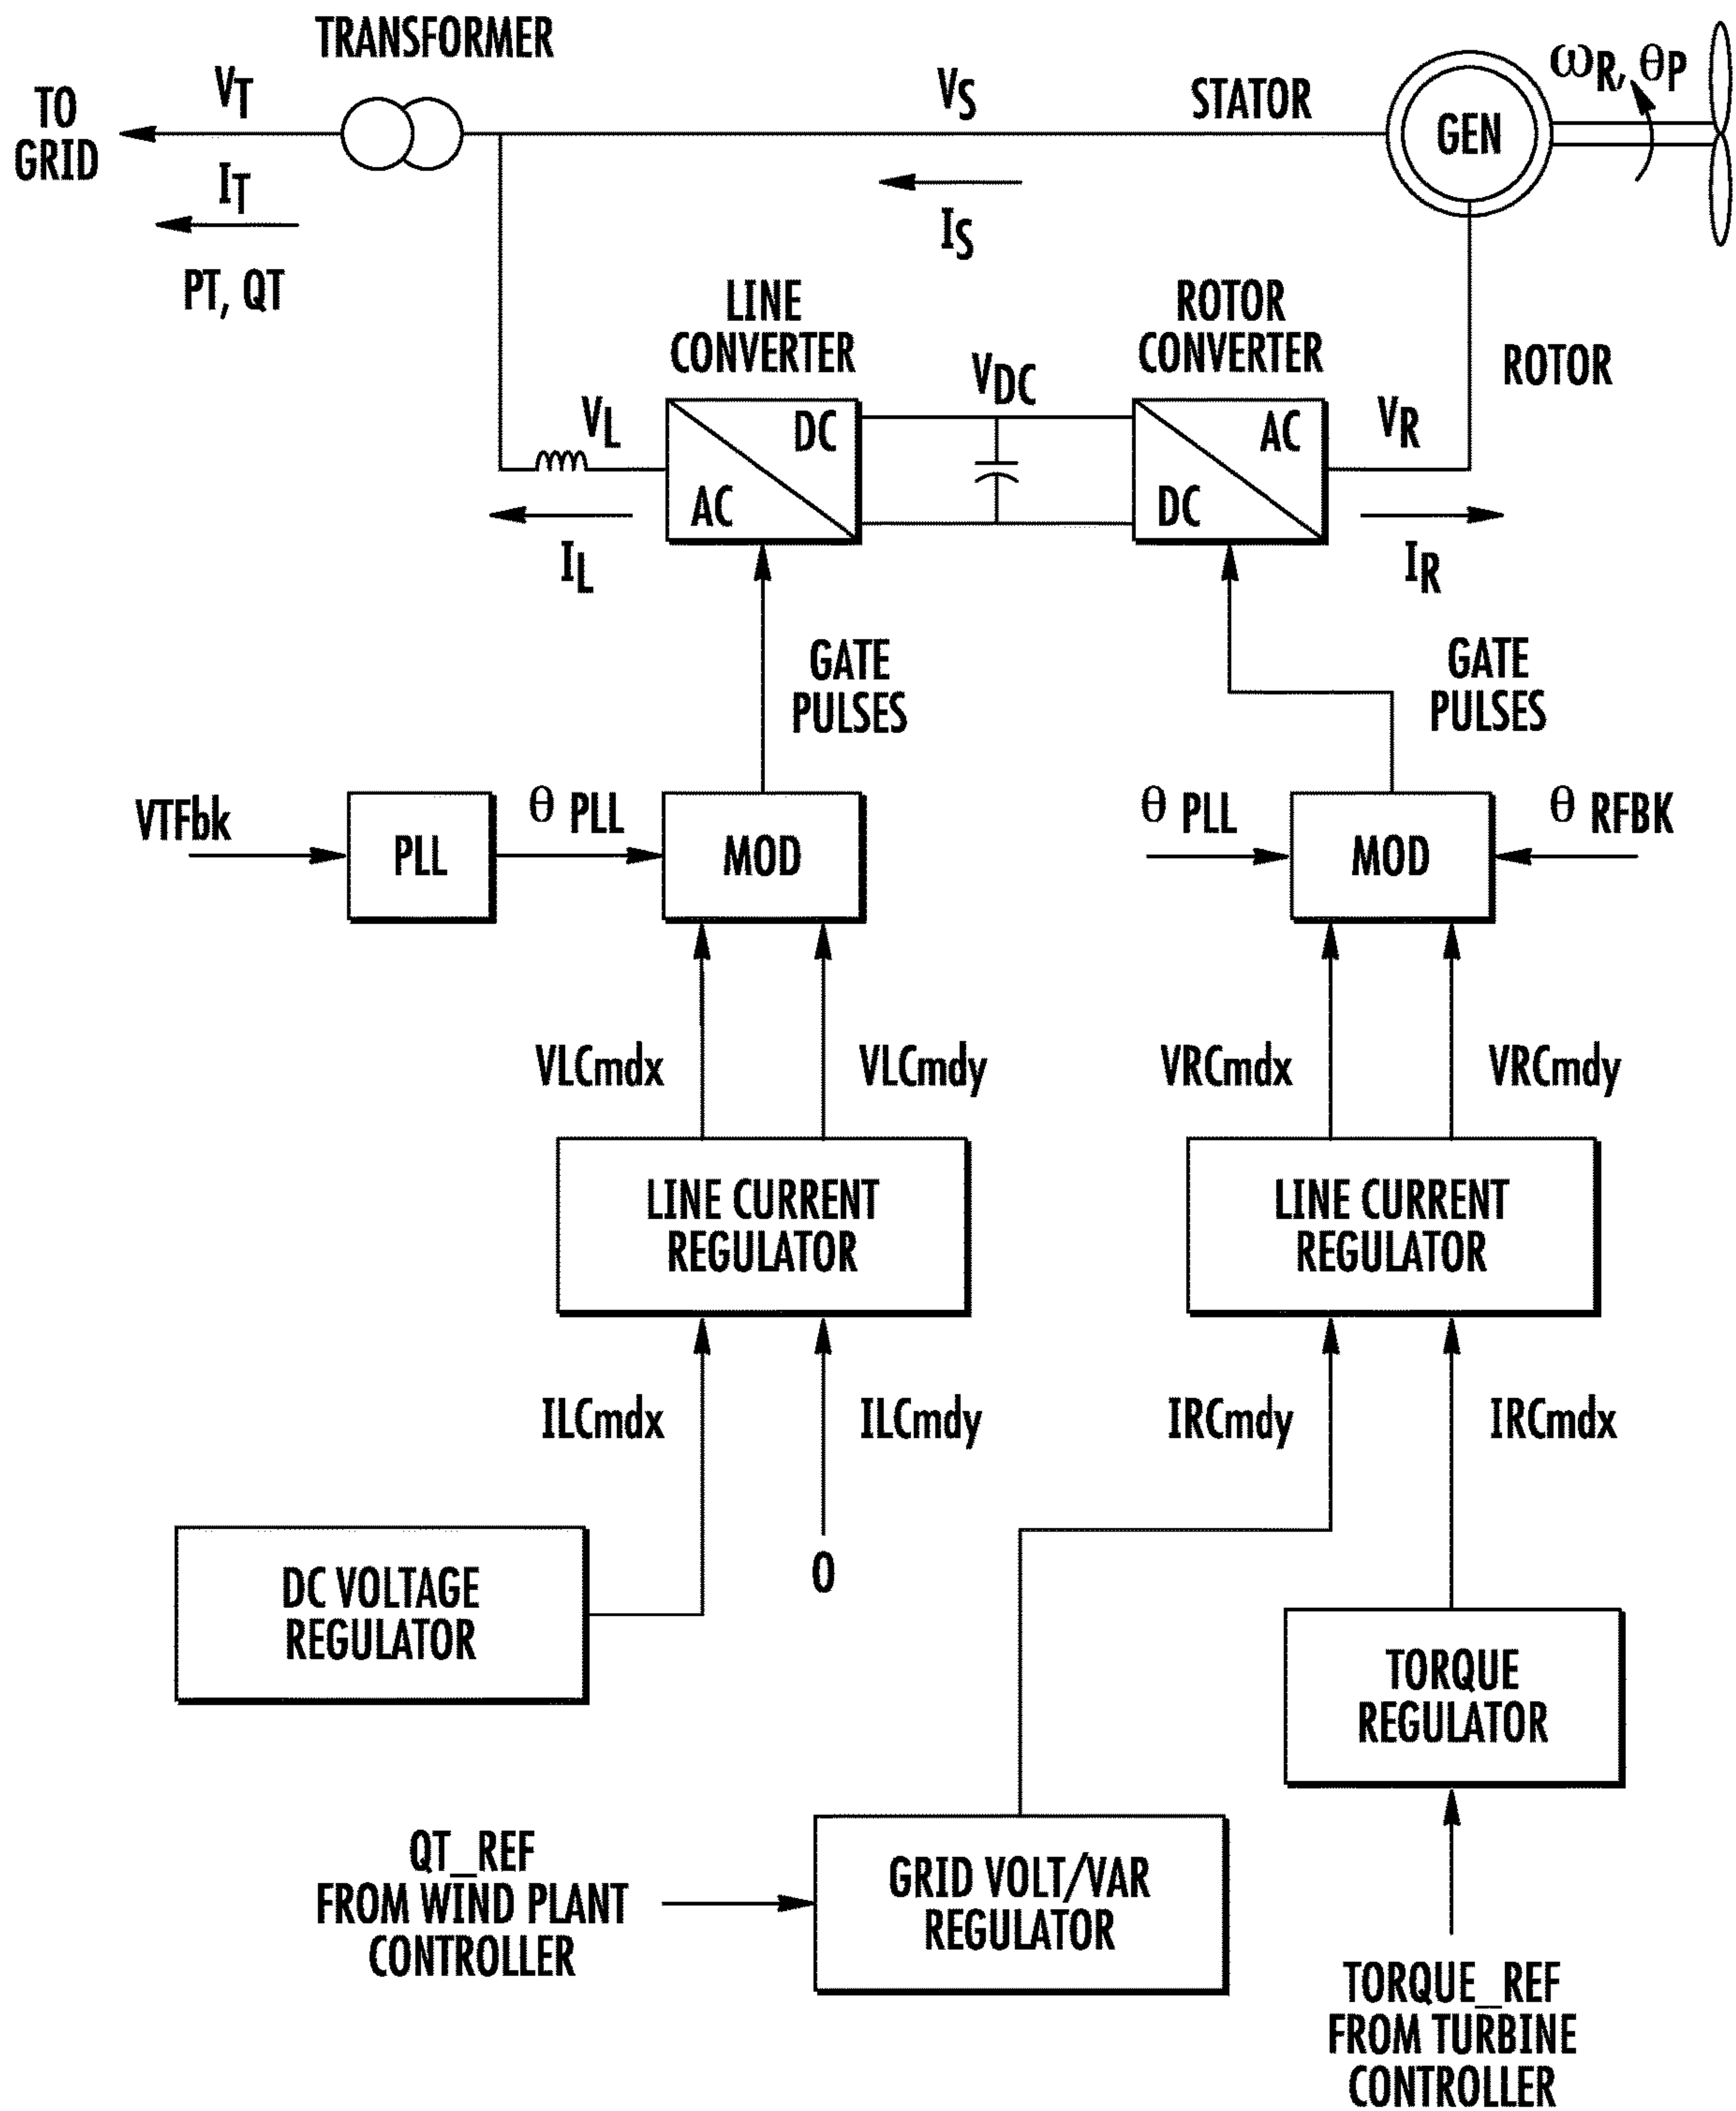 TRANSFORMER
TO
GRID
VT
IT
PT, QT
VS
IS
STATOR
GEN
ωR, θP
LINE
CONVERTER
ROTOR
CONVERTER
ROTOR
VL
DC
AC
VDC
AC
DC
VR
IL
IR
GATE
PULSES
GATE
PULSES
VTFbk
PLL
θ PLL
MOD
θ PLL
MOD
θ RFBK
VLCmdx
VLCmdy
VRCmdx
VRCmdy
LINE CURRENT
REGULATOR
LINE CURRENT
REGULATOR
ILCmdx
ILCmdy
IRCmdy
IRCmdx
DC VOLTAGE
REGULATOR
0
TORQUE
REGULATOR
QT_REF
FROM WIND PLANT
CONTROLLER
GRID VOLT/VAR
REGULATOR
TORQUE_REF
FROM TURBINE
CONTROLLER